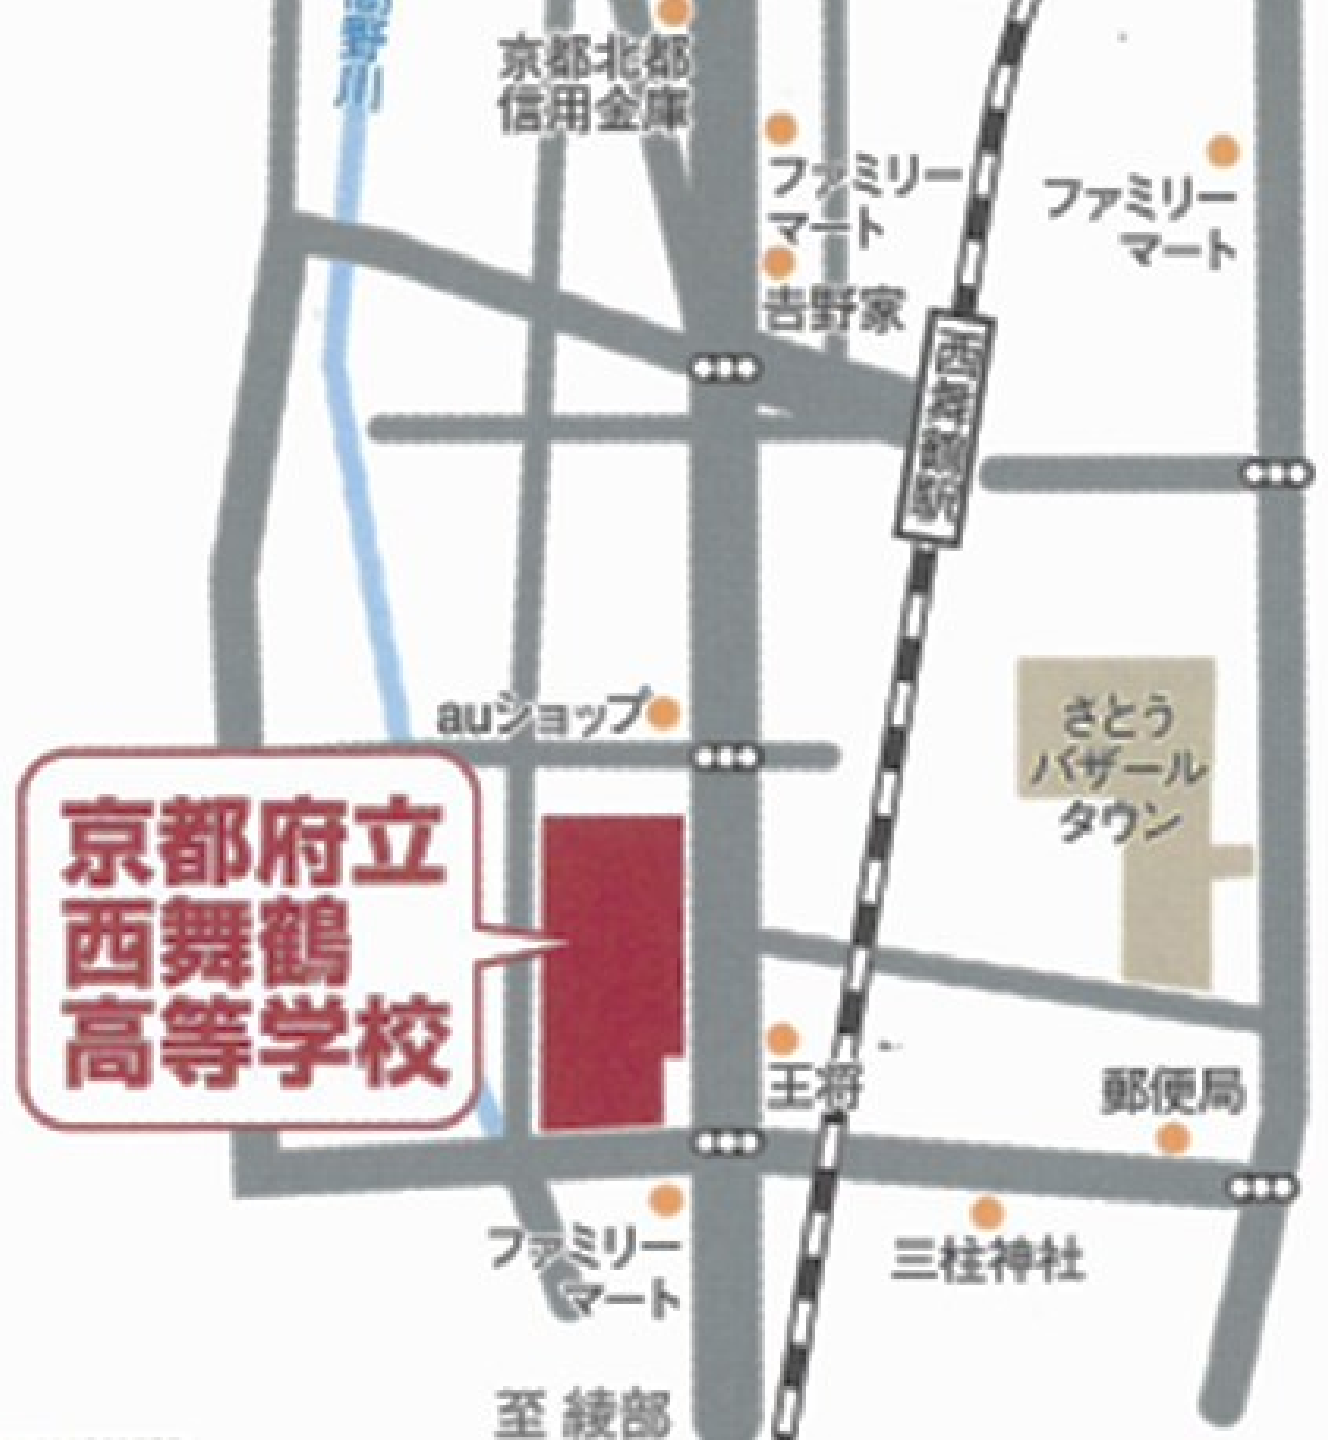 高野川
京都北都
信用金庫
ファミリー
マート
ファミリー
マート
吉野家
西舞鶴駅
auショップ
さとう
バザール
タウン
京都府立
西舞鶴
高等学校
王将
郵便局
ファミリー
マート
三柱神社
至 綾部